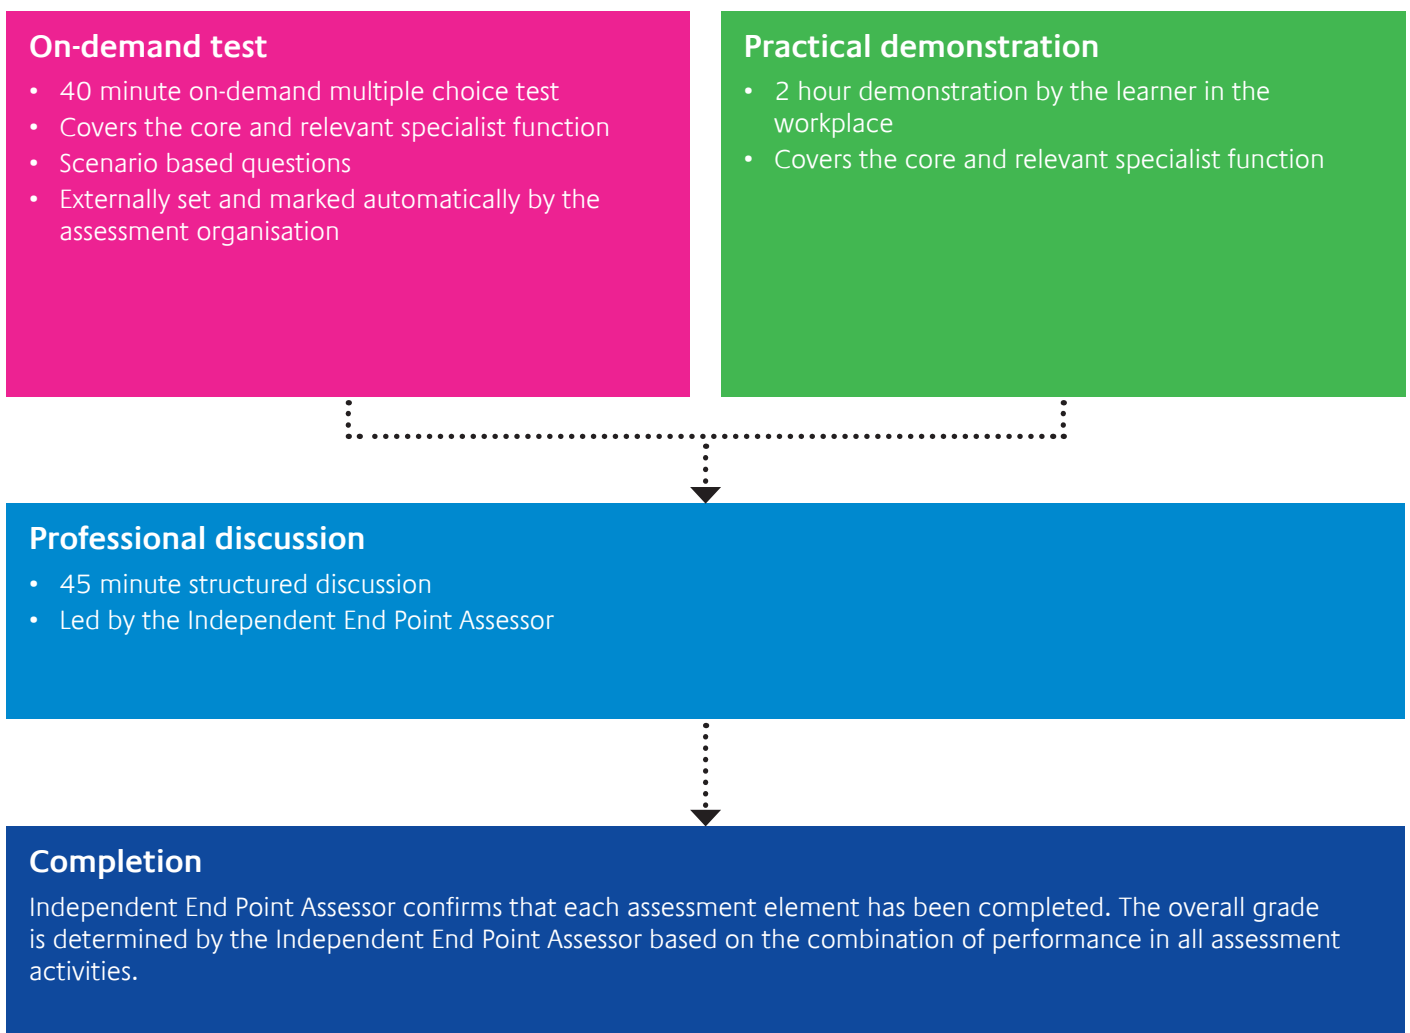 On-demand test
• 40 minute on-demand multiple choice test
• Covers the core and relevant specialist function
• Scenario based questions
• Externally set and marked automatically by the
assessment organisation
Practical demonstration
• 2 hour demonstration by the learner in the
workplace
• Covers the core and relevant specialist function
Professional discussion
• 45 minute structured discussion
• Led by the Independent End Point Assessor
Completion
Independent End Point Assessor confirms that each assessment element has been completed. The overall grade
is determined by the Independent End Point Assessor based on the combination of performance in all assessment
activities.